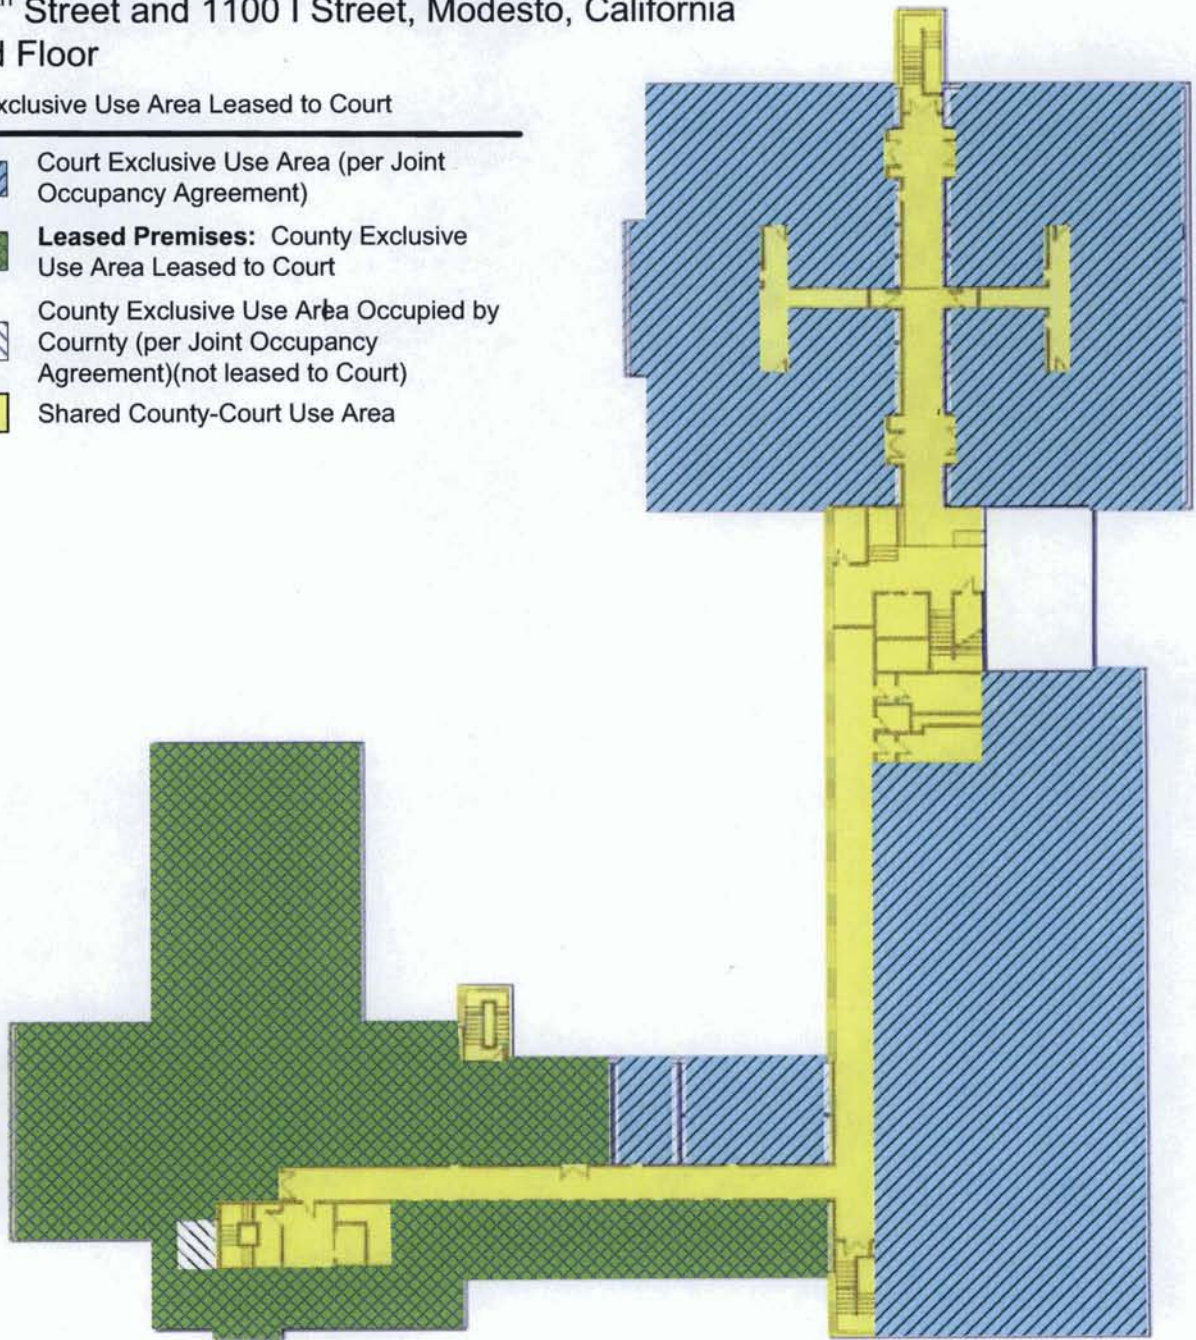 Street and 1100 I Street, Modesto, California
Floor
Exclusive Use Area Leased to Court
Court Exclusive Use Area (per Joint
Occupancy Agreement)
Leased Premises: County Exclusive
Use Area Leased to Court
County Exclusive Use Area Occupied by
Cournty (per Joint Occupancy
Agreement)(not leased to Court)
Shared County-Court Use Area